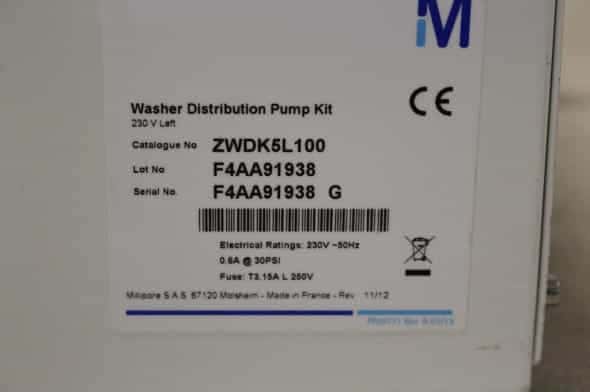 M
CE
Washer Distribution Pump Kit
230 V Left
Catalogue No ZWDK5L100
Lot No F4AA91938
Serial No. F4AA91938 G
Electrical Ratings: 230V ~50Hz
0.6A @ 30PSI
Fuse: T3.15A L 250V
Millipore S.A.S. 67120 Molsheim - Made in France - Rev 11/12